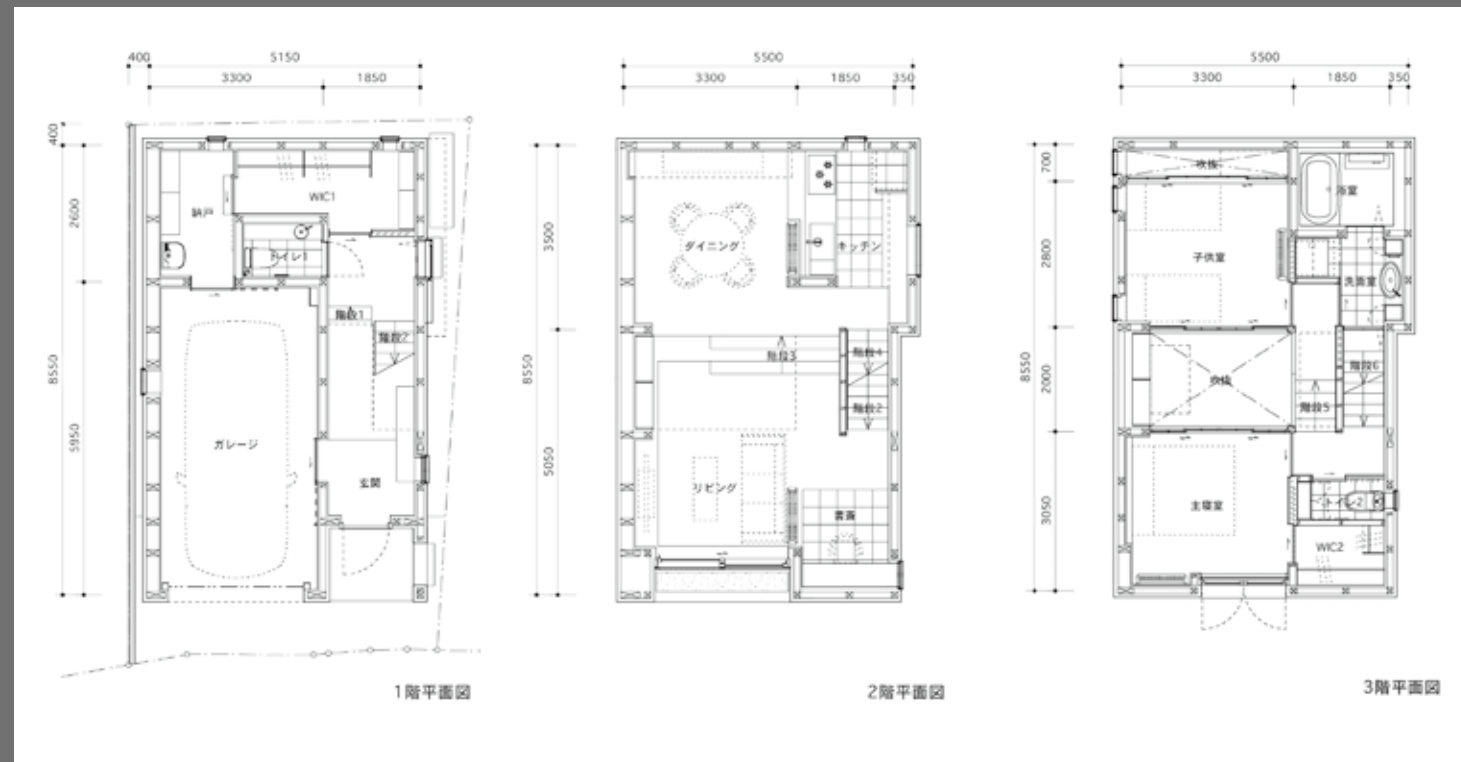 400
5150
3300
1850
400
2600
8550
5950
納戸
WIC1
トイレ1
階段1
階段2
ガレージ
玄関
1階平面図
5500
3300
1850
350
3500
8550
5050
ダイニング
キッチン
階段3
階段4
階段2
リビング
書斎
2階平面図
5500
3300
1850
350
700
2800
8550
2000
3050
吹抜
浴室
子供室
洗面室
吹抜
階段5
階段6
主寝室
トイレ2
WIC2
3階平面図